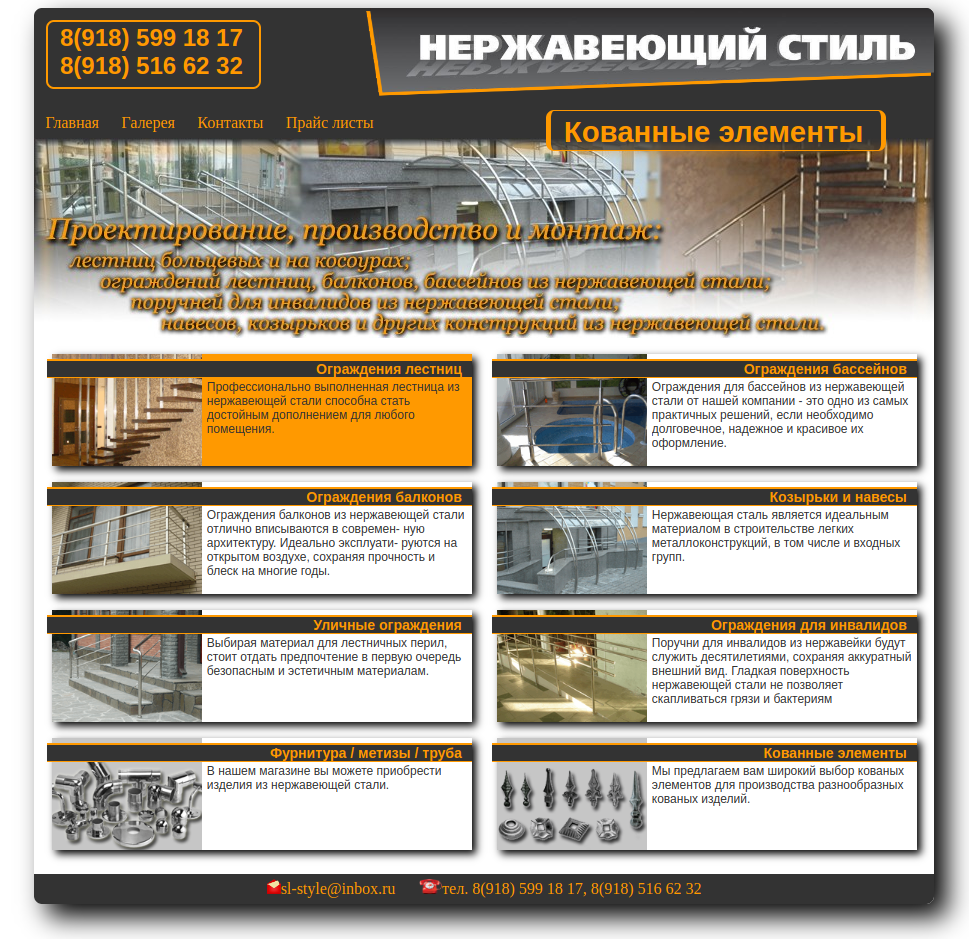 8(918) 599 18 17
8(918) 516 62 32
НЕРЖАВЕЮЩИЙ СТИЛЬ
Главная Галерея Контакты Прайс листы
Кованные элементы
Проектирование, производство и монтаж:
лестниц больцевых и на косоурах;
ограждений лестниц, балконов, бассейнов из нержавеющей стали;
поручней для инвалидов из нержавеющей стали;
навесов, козырьков и других конструкций из нержавеющей стали.
Ограждения лестниц
Профессионально выполненная лестница из
нержавеющей стали способна стать
достойным дополнением для любого
помещения.
Ограждения бассейнов
Ограждения для бассейнов из нержавеющей
стали от нашей компании - это одно из самых
практичных решений, если необходимо
долговечное, надежное и красивое их
оформление.
Ограждения балконов
Ограждения балконов из нержавеющей стали
отлично вписываются в современ- ную
архитектуру. Идеально эксплуати- руются на
открытом воздухе, сохраняя прочность и
блеск на многие годы.
Козырьки и навесы
Нержавеющая сталь является идеальным
материалом в строительстве легких
металлоконструкций, в том числе и входных
групп.
Уличные ограждения
Выбирая материал для лестничных перил,
стоит отдать предпочтение в первую очередь
безопасным и эстетичным материалам.
Ограждения для инвалидов
Поручни для инвалидов из нержавейки будут
служить десятилетиями, сохраняя аккуратный
внешний вид. Гладкая поверхность
нержавеющей стали не позволяет
скапливаться грязи и бактериям
Фурнитура / метизы / труба
В нашем магазине вы можете приобрести
изделия из нержавеющей стали.
Кованные элементы
Мы предлагаем вам широкий выбор кованых
элементов для производства разнообразных
кованых изделий.
sl-style@inbox.ru тел. 8(918) 599 18 17, 8(918) 516 62 32